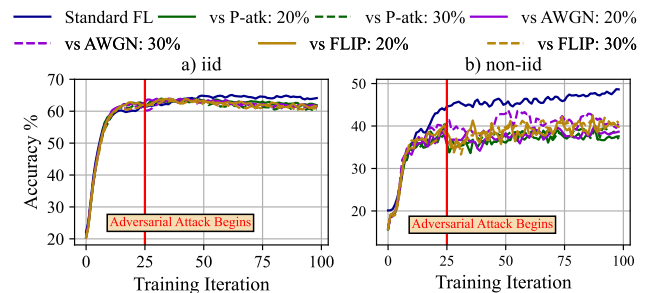 Standard FL vs P-atk: 20% vs P-atk: 30% vs AWGN: 20%
vs AWGN: 30% vs FLIP: 20% vs FLIP: 30%
a) iid b) non-iid
Accuracy %
70
60
50
40
30
20
Adversarial Attack Begins
0 25 50 75 100
Training Iteration
50
40
30
20
Adversarial Attack Begins
0 25 50 75 100
Training Iteration